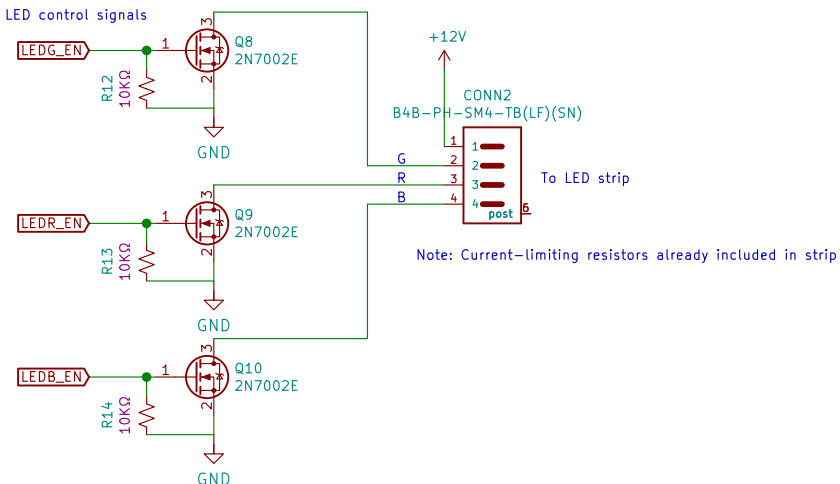 LED control signals
LEDG_EN
1
3
2
Q8
2N7002E
R12
10KΩ
GND
+12V
CONN2
B4B-PH-SM4-TB(LF)(SN)
1
2
3
4
1
2
3
4
post
G
R
B
To LED strip
Note: Current-limiting resistors already included in strip
LEDR_EN
1
3
2
Q9
2N7002E
R13
10KΩ
GND
LEDB_EN
1
3
2
Q10
2N7002E
R14
10KΩ
GND